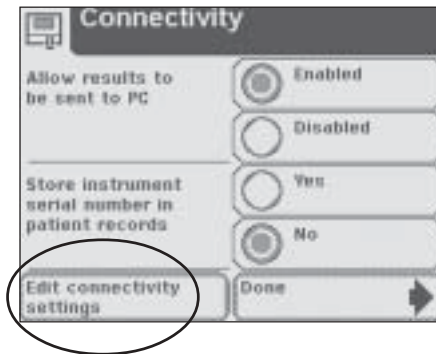 Connectivity
Allow results to
be sent to PC
Enabled
Disabled
Store instrument
serial number in
patient records
Yes
No
Edit connectivity
settings
Done